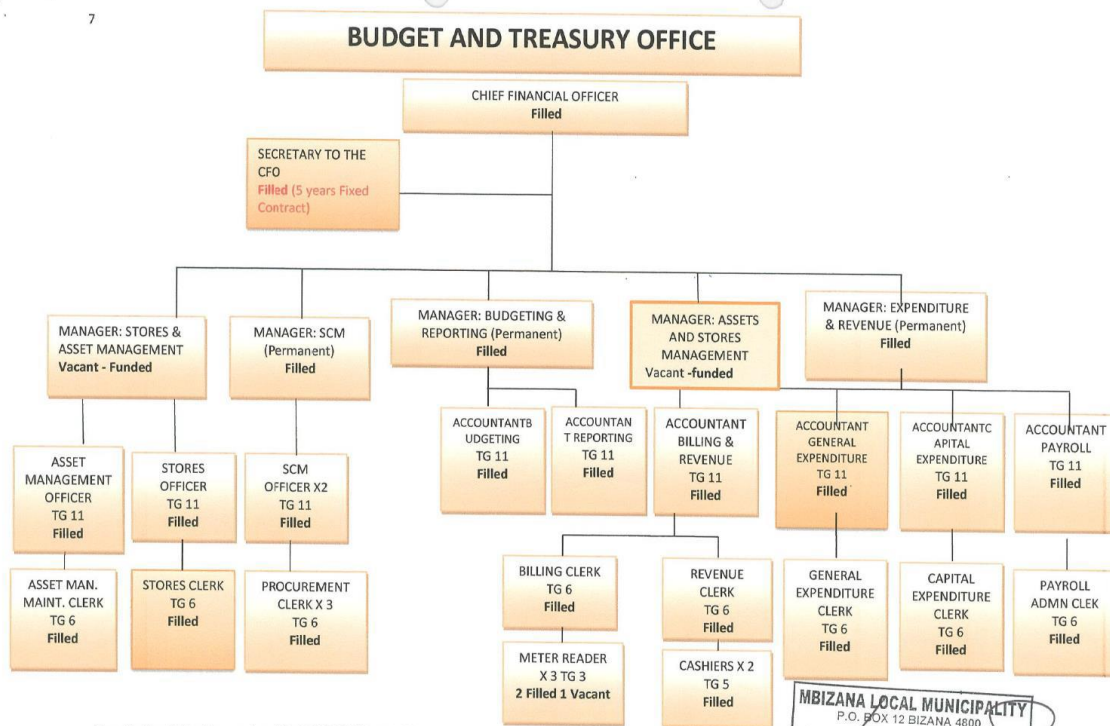 7
BUDGET AND TREASURY OFFICE
CHIEF FINANCIAL OFFICER
Filled
SECRETARY TO THE
CFO
Filled (5 years Fixed
Contract)
MANAGER: STORES &
ASSET MANAGEMENT
Vacant - Funded
MANAGER: SCM
(Permanent)
Filled
MANAGER: BUDGETING &
REPORTING (Permanent)
Filled
MANAGER: ASSETS
AND STORES
MANAGEMENT
Vacant -funded
MANAGER: EXPENDITURE
& REVENUE (Permanent)
Filled
ASSET
MANAGEMENT
OFFICER
TG 11
Filled
STORES
OFFICER
TG 11
Filled
SCM
OFFICER X2
TG 11
Filled
ACCOUNTANTB
UDGETING
TG 11
Filled
ACCOUNTAN
T REPORTING
TG 11
Filled
ACCOUNTANT
BILLING &
REVENUE
TG 11
Filled
ACCOUNTANT
GENERAL
EXPENDITURE
TG 11
Filled
ACCOUNTANTC
APITAL
EXPENDITURE
TG 11
Filled
ACCOUNTANT
PAYROLL
TG 11
Filled
ASSET MAN.
MAINT. CLERK
TG 6
Filled
STORES CLERK
TG 6
Filled
PROCUREMENT
CLERK X 3
TG 6
Filled
BILLING CLERK
TG 6
Filled
REVENUE
CLERK
TG 6
Filled
GENERAL
EXPENDITURE
CLERK
TG 6
Filled
CAPITAL
EXPENDITURE
CLERK
TG 6
Filled
PAYROLL
ADMN CLEK
TG 6
Filled
METER READER
X 3 TG 3
2 Filled 1 Vacant
CASHIERS X 2
TG 5
Filled
MBIZANA LOCAL MUNICIPALITY
P.O. BOX 12 BIZANA 4800